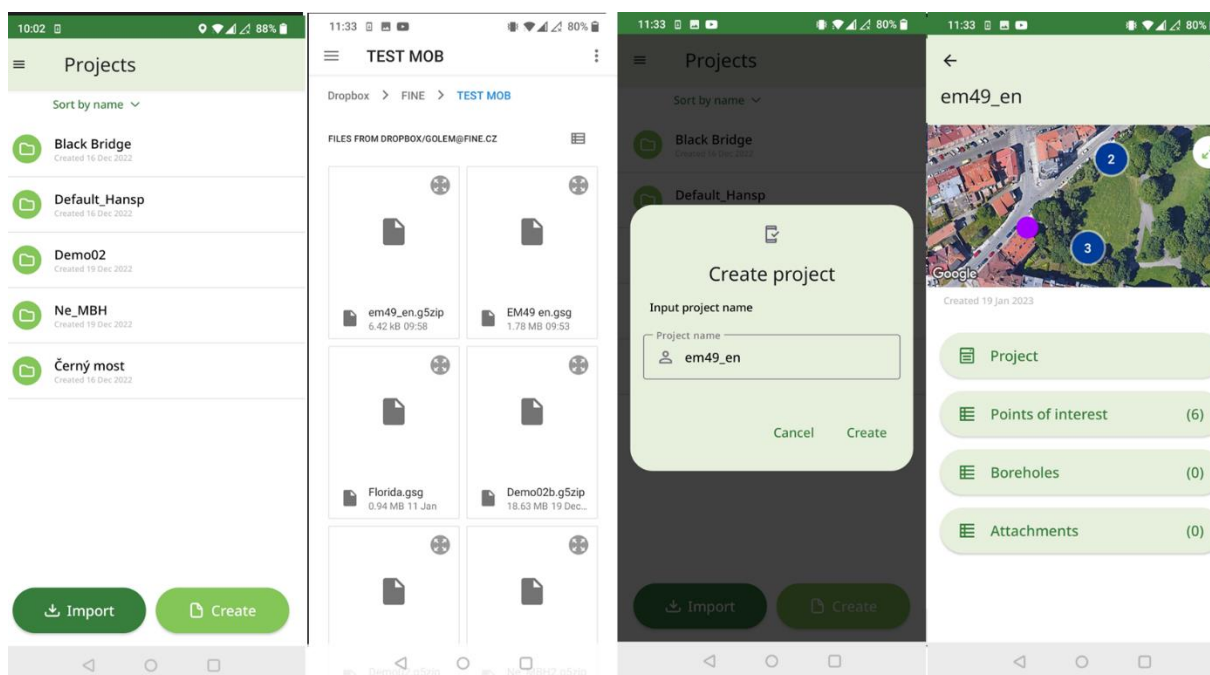 10:02
88%
Projects
Sort by name
Black Bridge
Created 16 Dec 2022
Default_Hansp
Created 16 Dec 2022
Demo02
Created 19 Dec 2022
Ne_MBH
Created 19 Dec 2022
Černý most
Created 16 Dec 2022
Import
Create
11:33
80%
TEST MOB
Dropbox > FINE > TEST MOB
FILES FROM DROPBOX/GOLEM@FINE.CZ
em49_en.g5zip
6.42 kB 09:58
EM49 en.gsg
1.78 MB 09:53
Florida.gsg
0.94 MB 11 Jan
Demo02b.g5zip
18.63 MB 19 Dec...
11:33
80%
Projects
Sort by name
Black Bridge
Created 16 Dec 2022
Default_Hansp
Create project
Input project name
Project name
em49_en
Cancel
Create
Import
Create
11:33
80%
em49_en
2
3
Google
Created 19 Jan 2023
Project
Points of interest (6)
Boreholes (0)
Attachments (0)